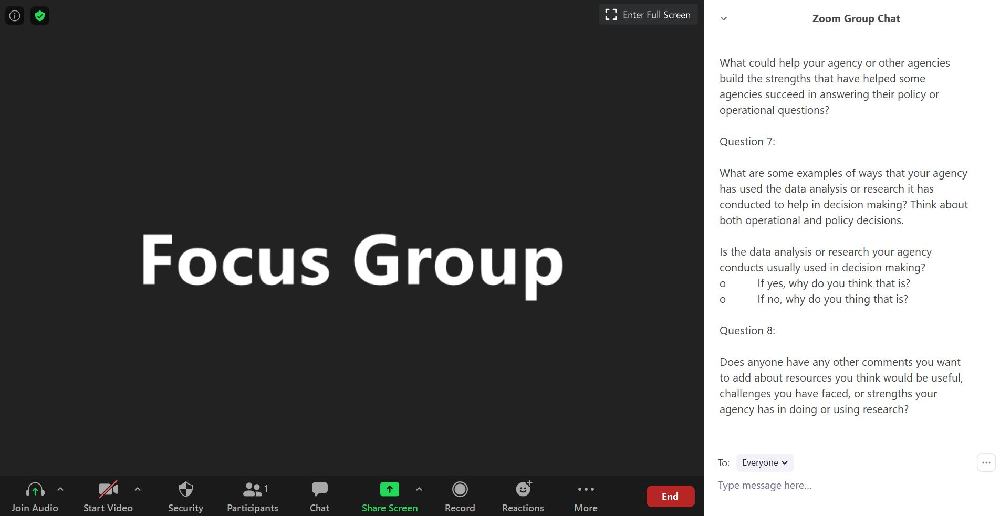 Enter Full Screen
Focus Group
Join Audio
Start Video
Security
1
Participants
Chat
Share Screen
Record
Reactions
More
End
Zoom Group Chat
What could help your agency or other agencies
build the strengths that have helped some
agencies succeed in answering their policy or
operational questions?
Question 7:
What are some examples of ways that your agency
has used the data analysis or research it has
conducted to help in decision making? Think about
both operational and policy decisions.
Is the data analysis or research your agency
conducts usually used in decision making?
o If yes, why do you think that is?
o If no, why do you thing that is?
Question 8:
Does anyone have any other comments you want
to add about resources you think would be useful,
challenges you have faced, or strengths your
agency has in doing or using research?
To: Everyone
Type message here...